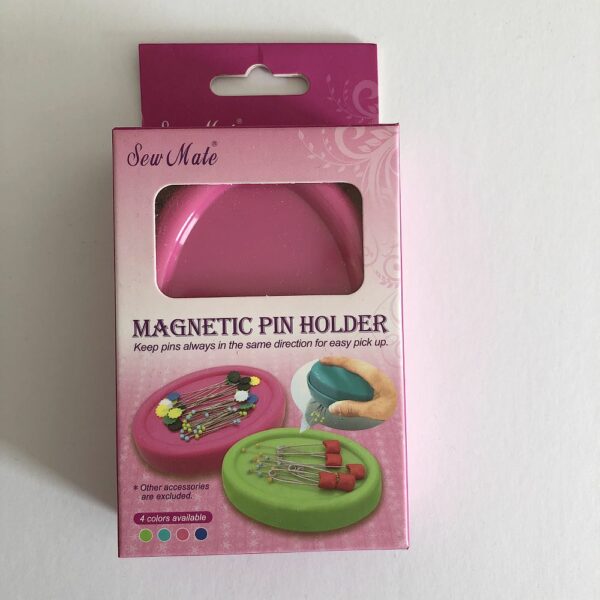 Sew Mate®
MAGNETIC PIN HOLDER
Keep pins always in the same direction for easy pick up.
* Other accessories
are excluded.
4 colors available